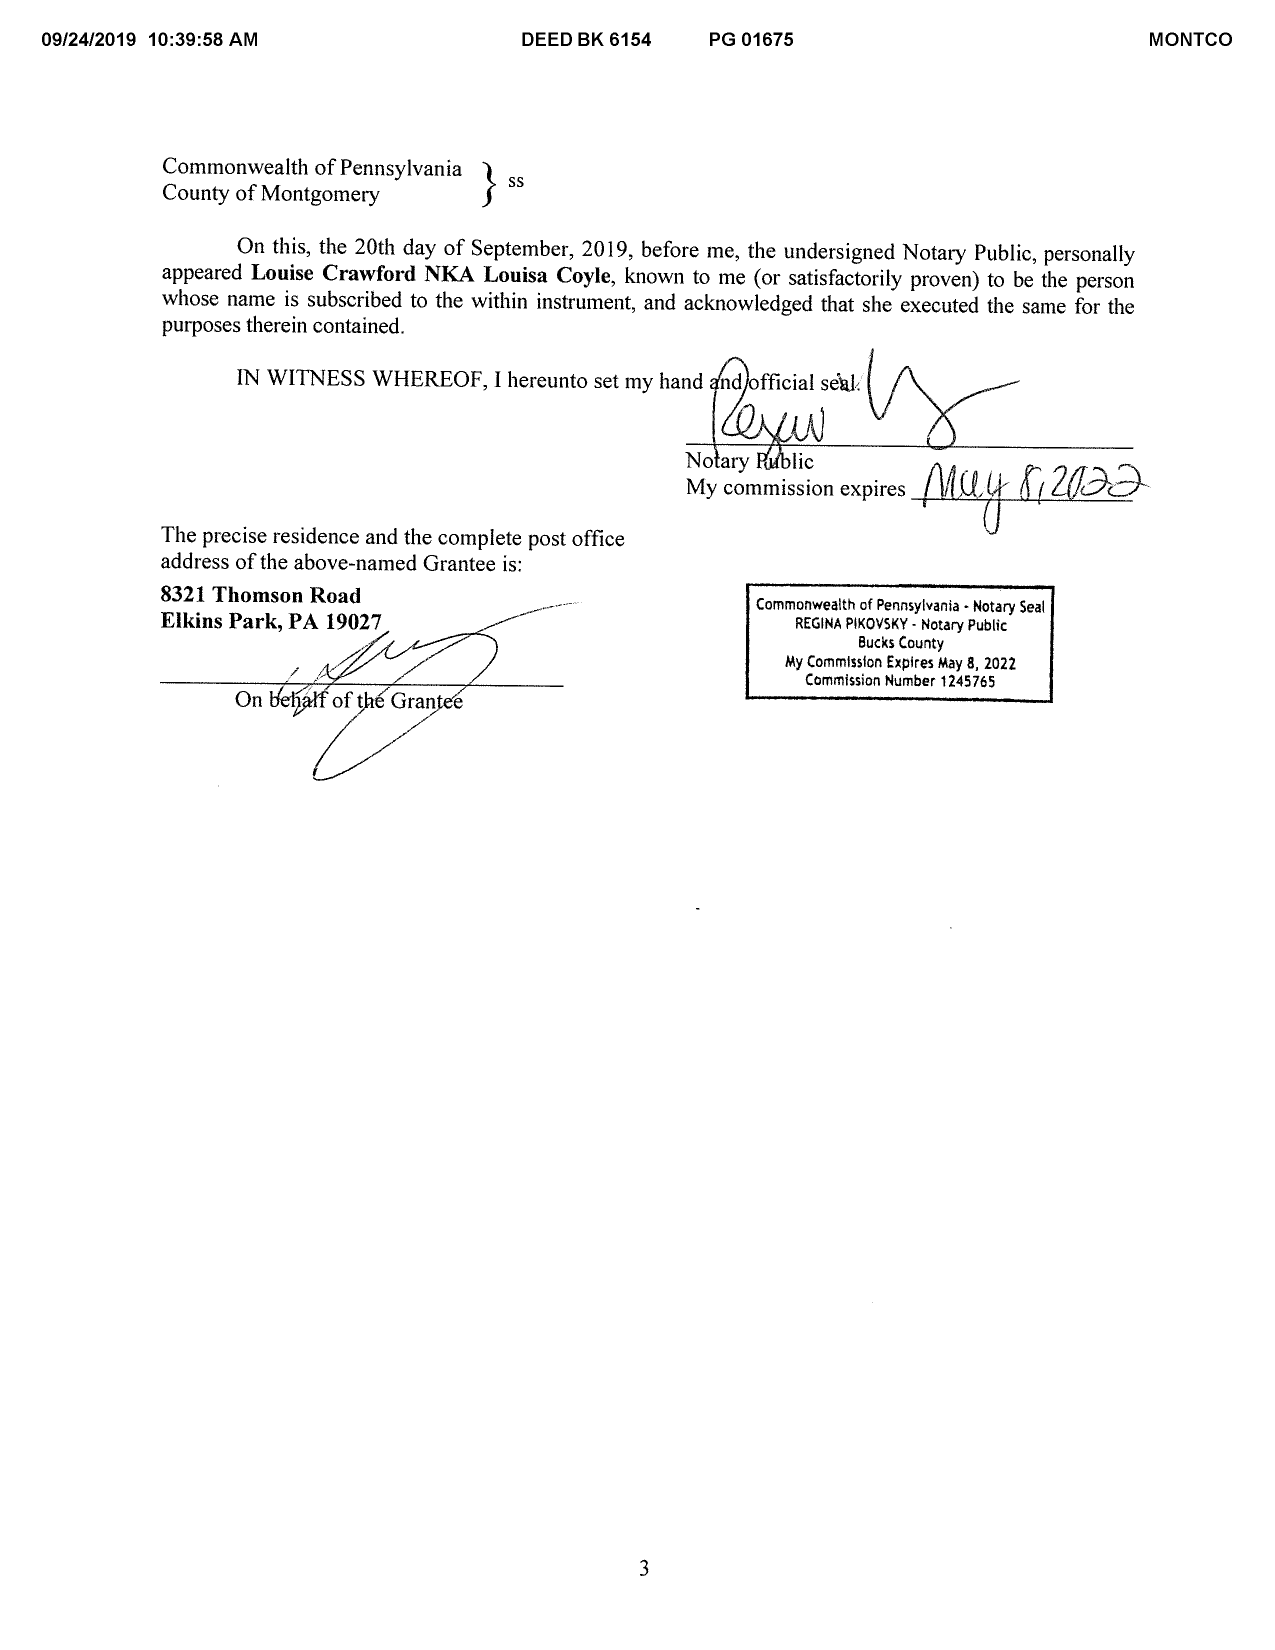 09/24/2019 10:39:58 AM DEED BK 6154 PG 01675 MONTCO
Commonwealth of Pennsylvania
County of Montgomery } ss
On this, the 20th day of September, 2019, before me, the undersigned Notary Public, personally
appeared Louise Crawford NKA Louisa Coyle, known to me (or satisfactorily proven) to be the person
whose name is subscribed to the within instrument, and acknowledged that she executed the same for the
purposes therein contained.
IN WITNESS WHEREOF, I hereunto set my hand and official seal.
Notary Public
My commission expires May 8, 2022
The precise residence and the complete post office
address of the above-named Grantee is:
8321 Thomson Road
Elkins Park, PA 19027
On behalf of the Grantee
Commonwealth of Pennsylvania - Notary Seal
REGINA PIKOVSKY - Notary Public
Bucks County
My Commission Expires May 8, 2022
Commission Number 1245765
3